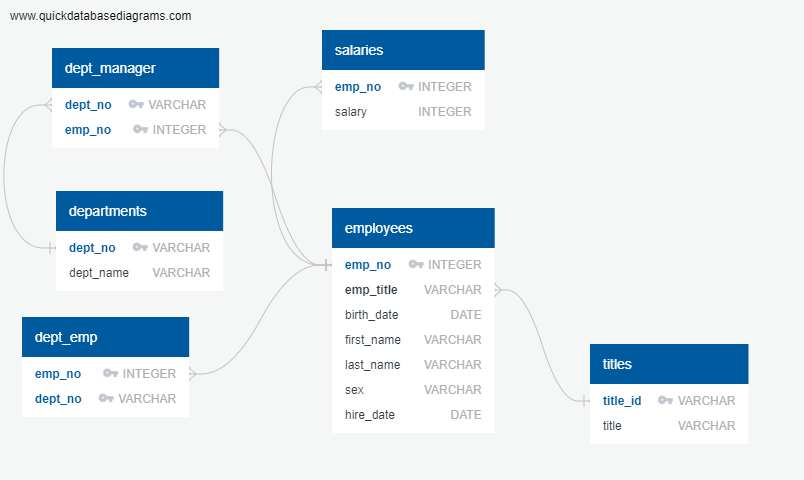 www.quickdatabasediagrams.com
dept_manager
dept_no VARCHAR
emp_no INTEGER
departments
dept_no VARCHAR
dept_name VARCHAR
dept_emp
emp_no INTEGER
dept_no VARCHAR
salaries
emp_no INTEGER
salary INTEGER
employees
emp_no INTEGER
emp_title VARCHAR
birth_date DATE
first_name VARCHAR
last_name VARCHAR
sex VARCHAR
hire_date DATE
titles
title_id VARCHAR
title VARCHAR